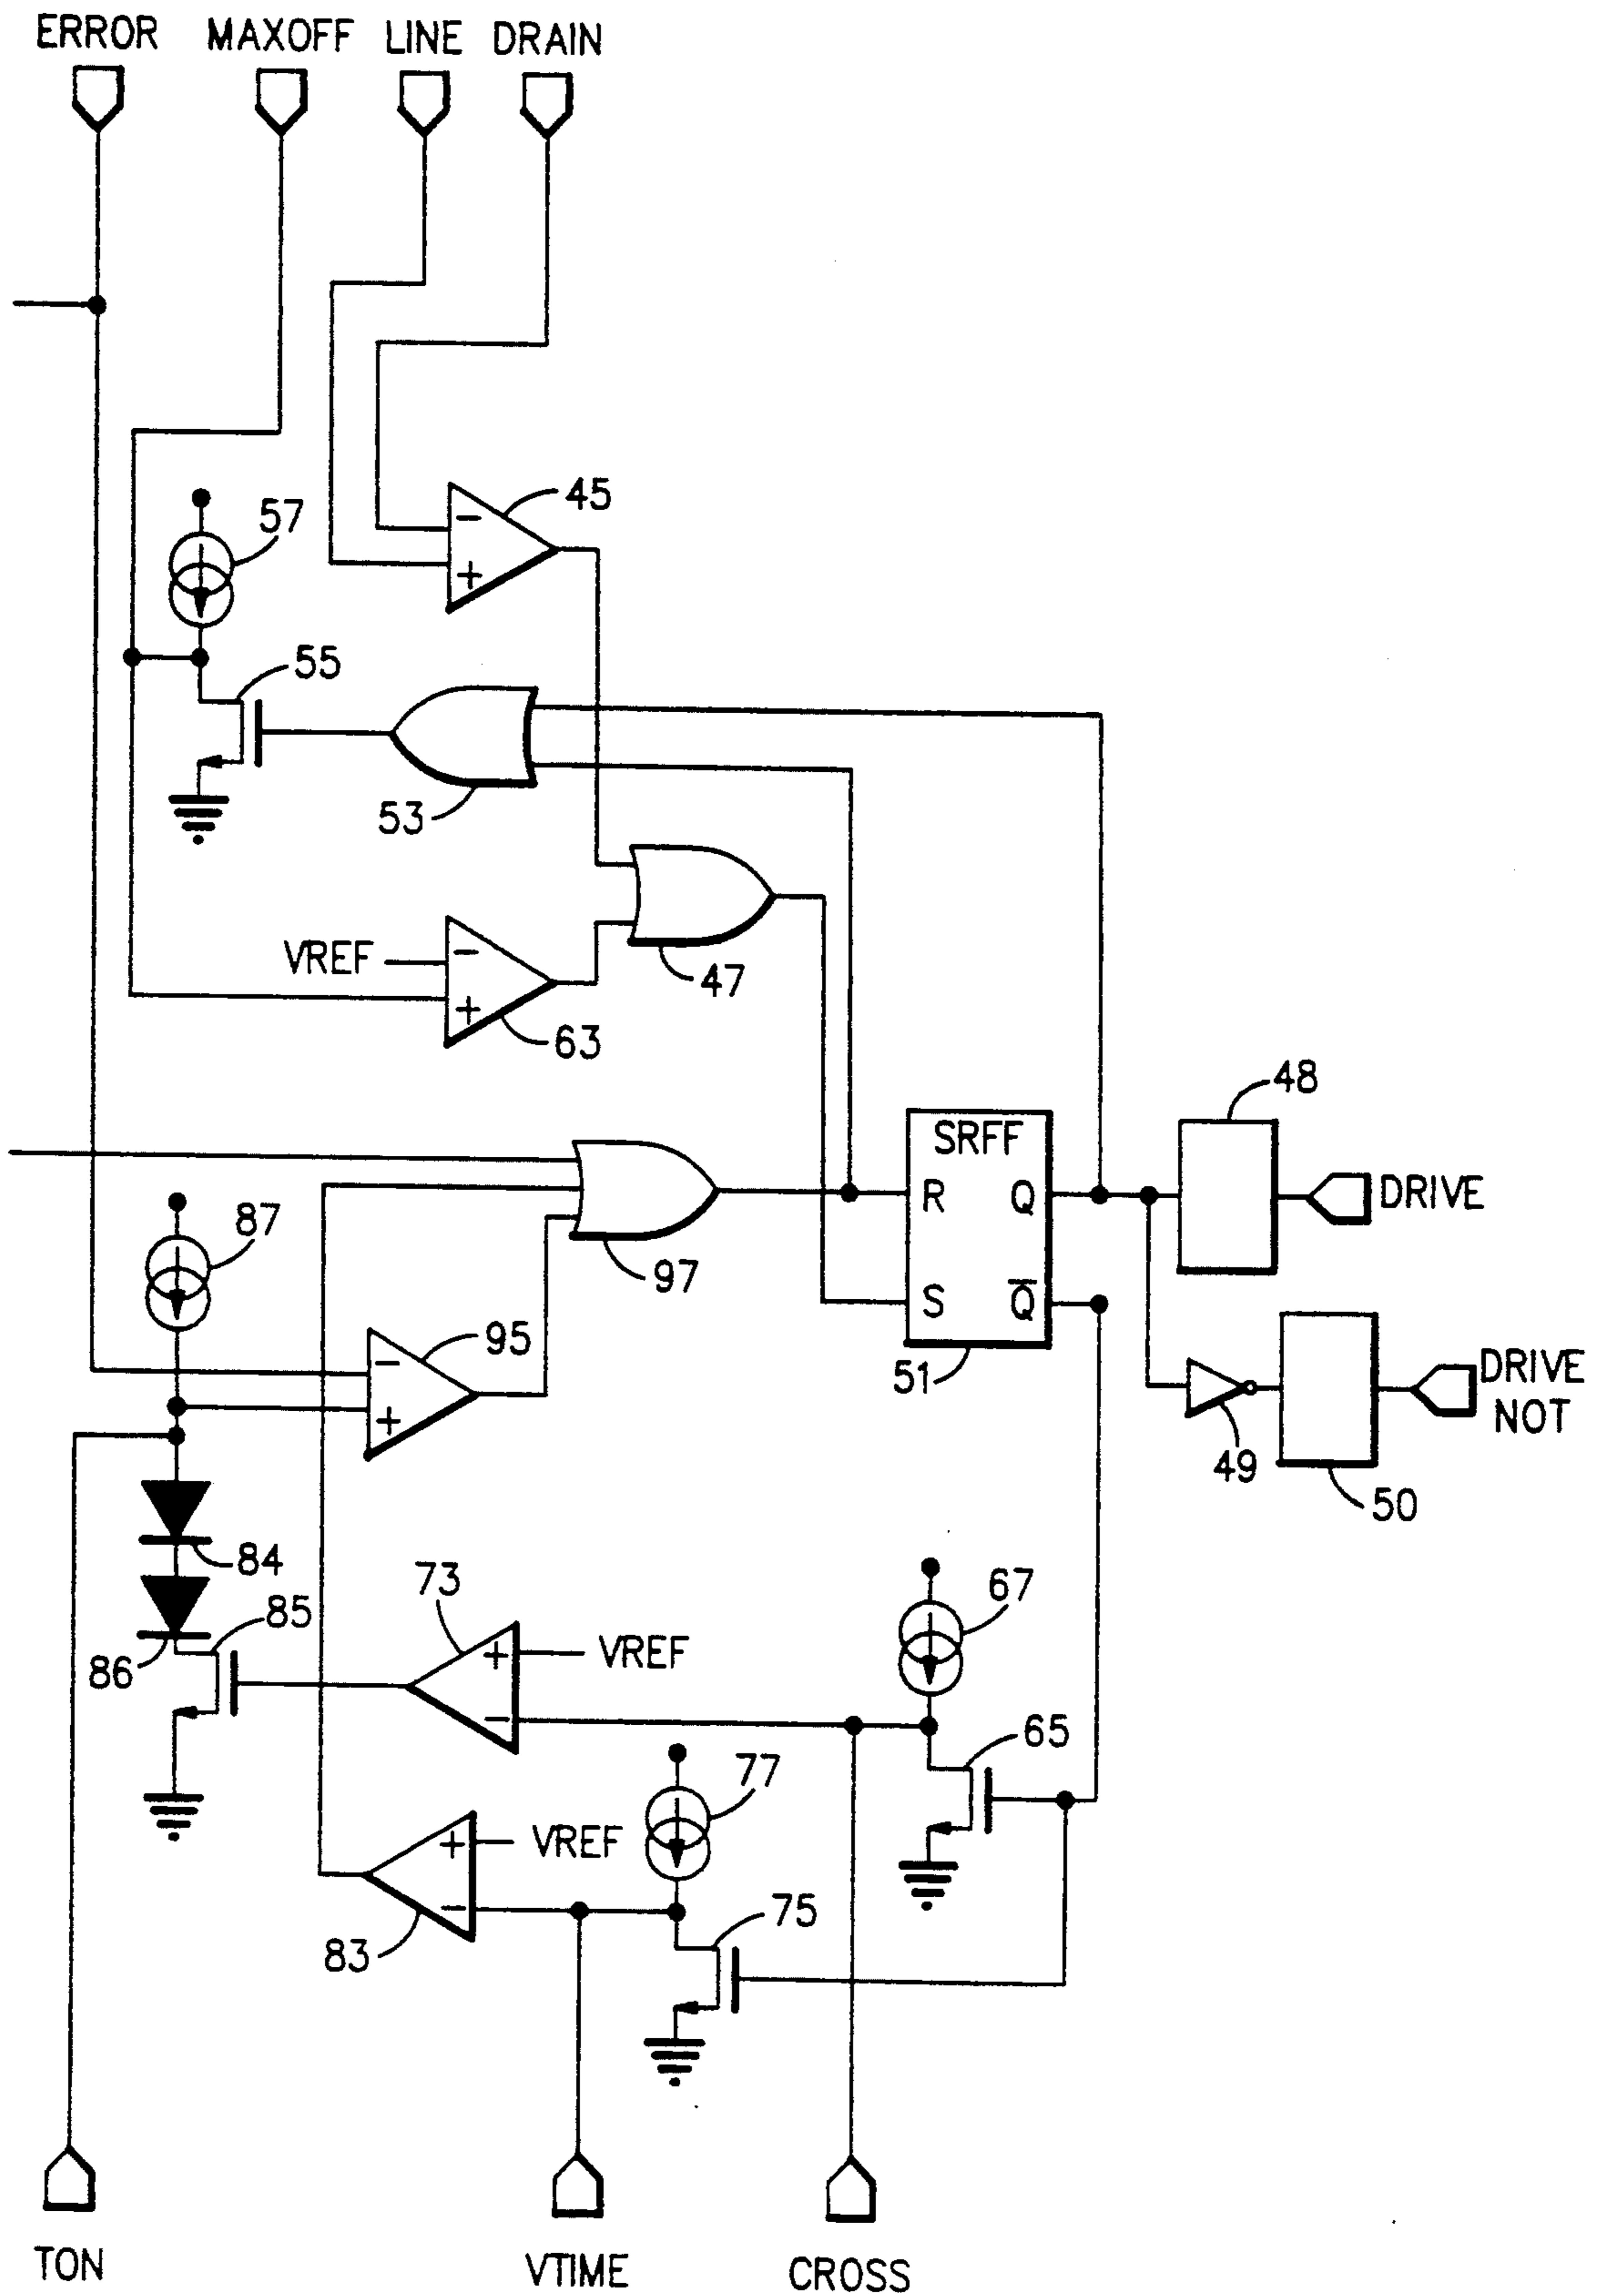 ERROR MAXOFF LINE DRAIN
45
−
+
57
55
53
47
VREF −
+
63
48
SRFF
R Q
S Q̅
51
DRIVE
97
87
95
−
+
DRIVE
NOT
49
50
84
73
85
86
67
+ VREF
−
65
77
+ VREF
−
75
83
TON
VTIME
CROSS